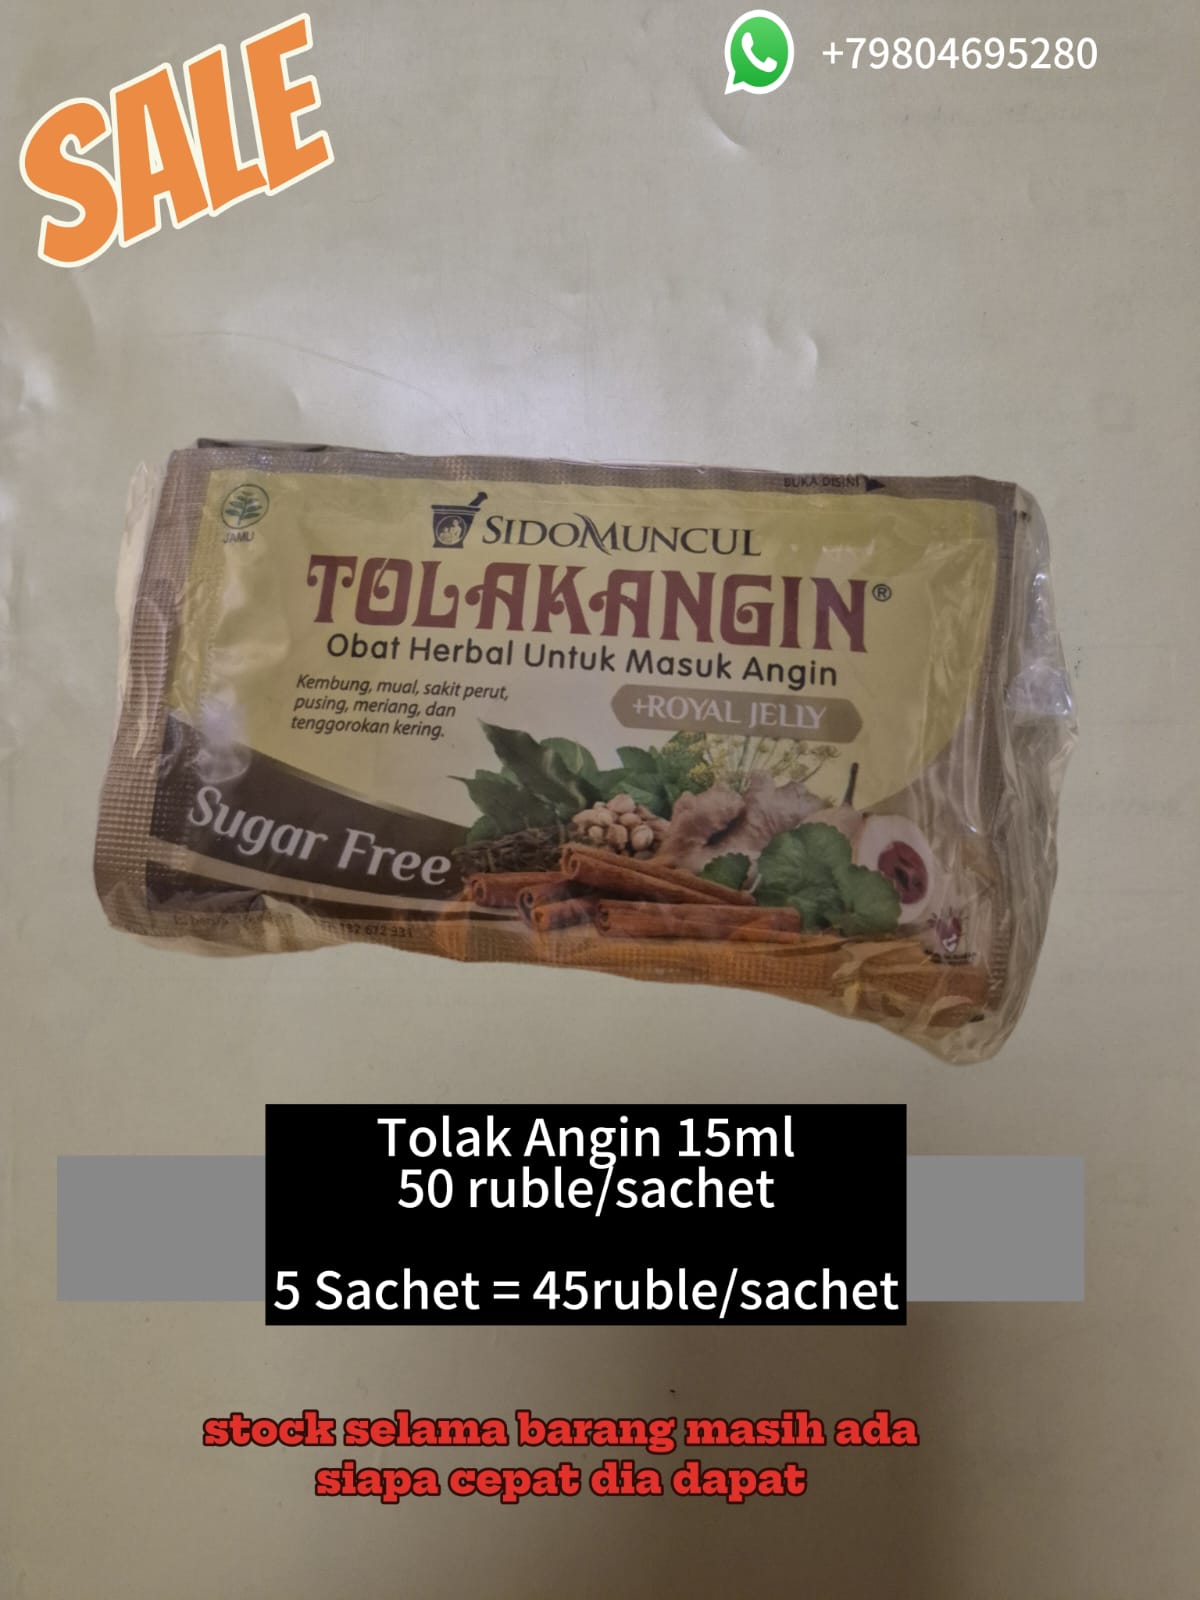 SALE
+79804695280
BUKA DISINI
JAMU
SIDOMUNCUL
TOLAKANGIN®
Obat Herbal Untuk Masuk Angin
Kembung, mual, sakit perut,
pusing, meriang, dan
tenggorokan kering.
+ROYAL JELLY
Sugar Free
Tolak Angin 15ml
50 ruble/sachet
5 Sachet = 45ruble/sachet
stock selama barang masih ada
siapa cepat dia dapat